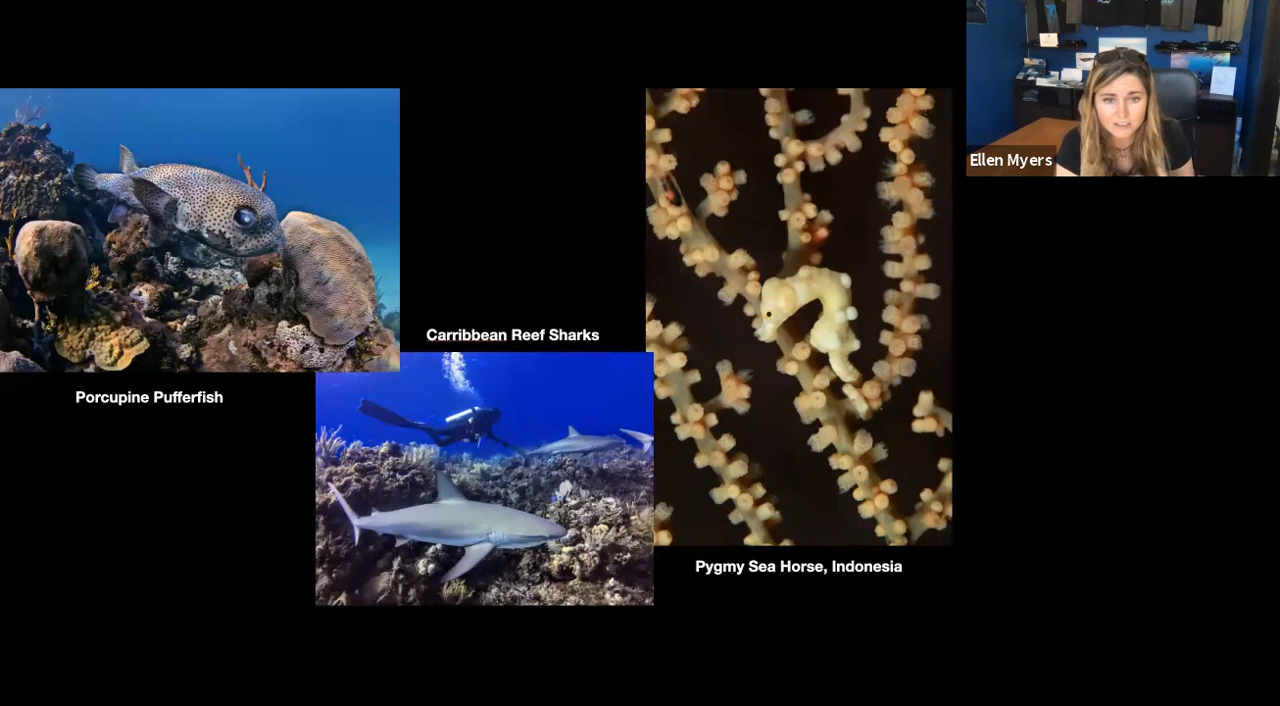 Ellen Myers
Carribbean Reef Sharks
Porcupine Pufferfish
Pygmy Sea Horse, Indonesia